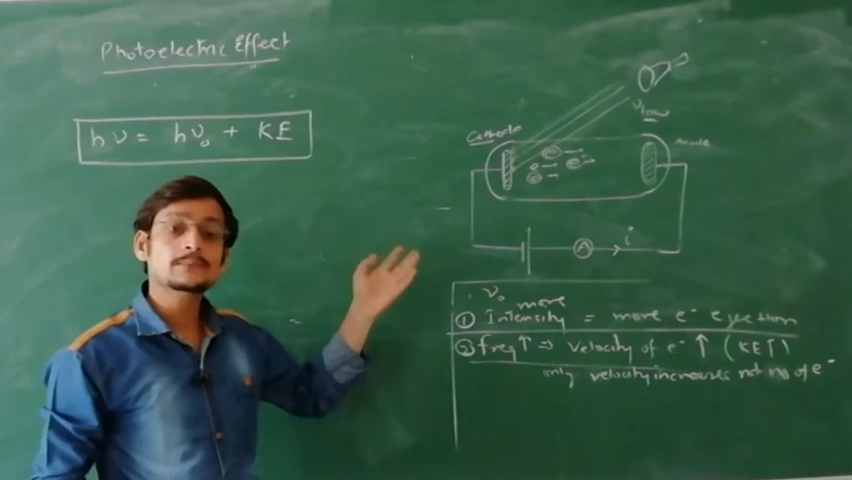 Photoelectric Effect
hν = hν₀ + KE
ν low
Cathode
Anode
e⁻
e⁻
e⁻
A
i
ν₀
① more Intensity = more e⁻ ejection
② freq ↑ ⇒ velocity of e⁻ ↑ (KE↑)
only velocity increases not no of e⁻